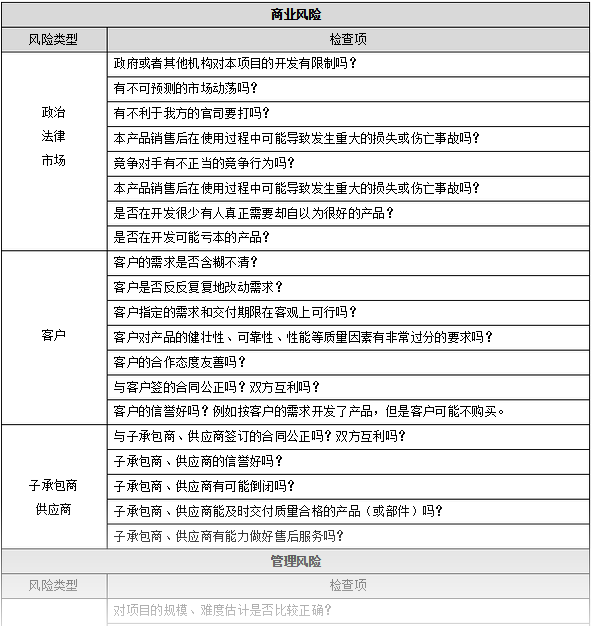 商业风险
风险类型 检查项
政治
法律
市场
政府或者其他机构对本项目的开发有限制吗？
有不可预测的市场动荡吗？
有不利于我方的官司要打吗？
本产品销售后在使用过程中可能导致发生重大的损失或伤亡事故吗？
竞争对手有不正当的竞争行为吗？
本产品销售后在使用过程中可能导致发生重大的损失或伤亡事故吗？
是否在开发很少有人真正需要却自以为很好的产品？
是否在开发可能亏本的产品？
客户
客户的需求是否含糊不清？
客户是否反反复复地改动需求？
客户指定的需求和交付期限在客观上可行吗？
客户对产品的健壮性、可靠性、性能等质量因素有非常过分的要求吗？
客户的合作态度友善吗？
与客户签的合同公正吗？双方互利吗？
客户的信誉好吗？例如按客户的需求开发了产品，但是客户可能不购买。
子承包商
供应商
与子承包商、供应商签订的合同公正吗？双方互利吗？
子承包商、供应商的信誉好吗？
子承包商、供应商有可能倒闭吗？
子承包商、供应商能及时交付质量合格的产品（或部件）吗？
子承包商、供应商有能力做好售后服务吗？
管理风险
风险类型 检查项
对项目的规模、难度估计是否比较正确？